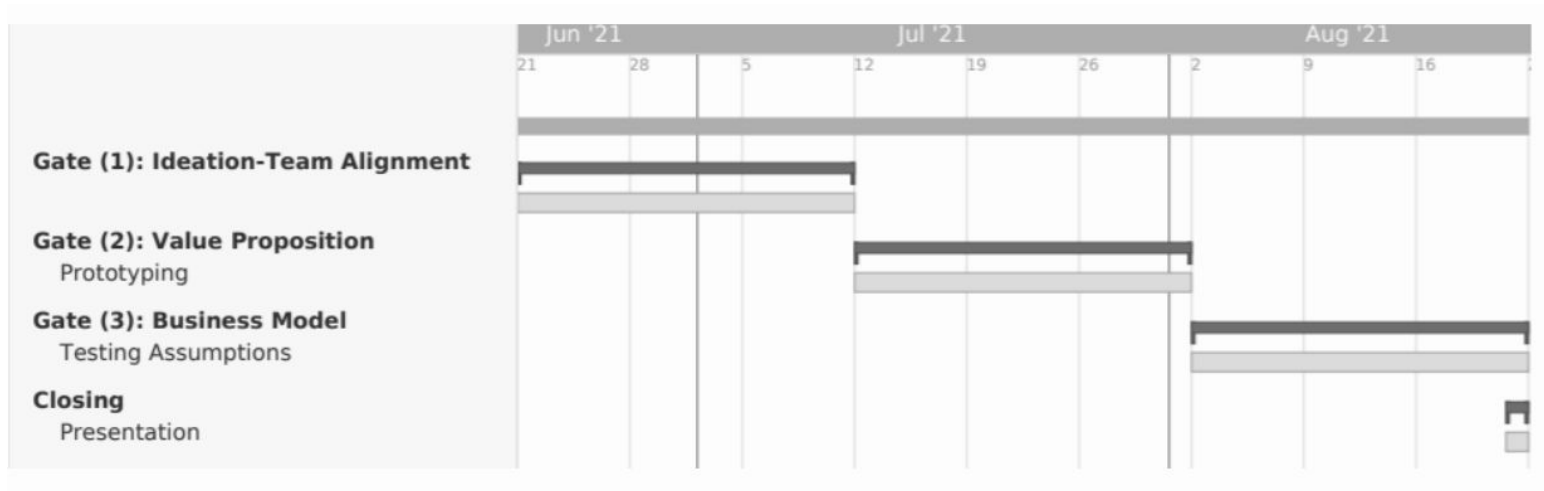 Jun '21 Jul '21 Aug '21
21 28 5 12 19 26 2 9 16
Gate (1): Ideation-Team Alignment
Gate (2): Value Proposition
Prototyping
Gate (3): Business Model
Testing Assumptions
Closing
Presentation